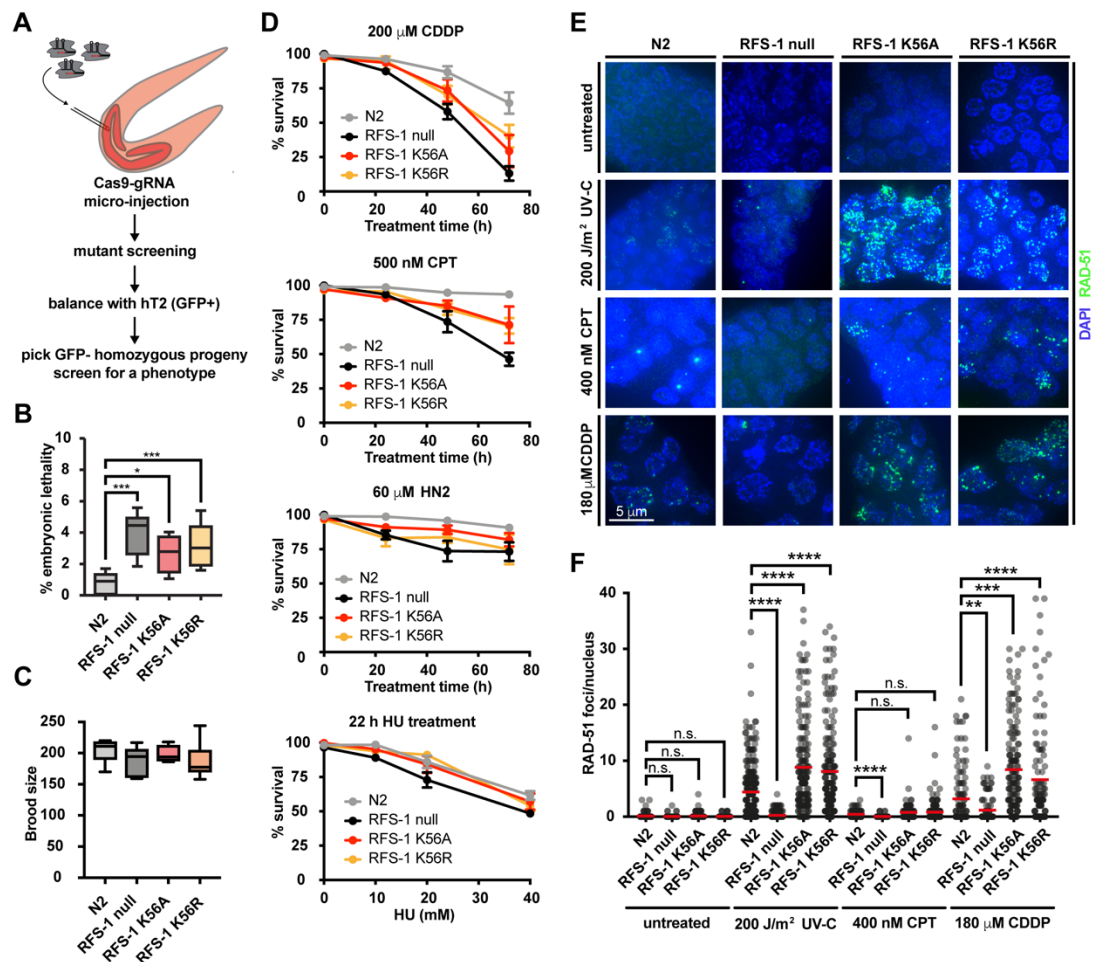 A
Cas9-gRNA
micro-injection
mutant screening
balance with hT2 (GFP+)
pick GFP- homozygous progeny
screen for a phenotype
B
% embryonic lethality
10
8
6
4
2
0
***
*
***
N2
RFS-1 null
RFS-1 K56A
RFS-1 K56R
C
Brood size
250
200
150
100
50
0
N2
RFS-1 null
RFS-1 K56A
RFS-1 K56R
D
200 μM CDDP
% survival
100
75
50
25
0
N2
RFS-1 null
RFS-1 K56A
RFS-1 K56R
0 20 40 60 80
Treatment time (h)
500 nM CPT
% survival
100
75
50
25
0
N2
RFS-1 null
RFS-1 K56A
RFS-1 K56R
0 20 40 60 80
Treatment time (h)
60 μM HN2
% survival
100
75
50
25
0
N2
RFS-1 null
RFS-1 K56A
RFS-1 K56R
0 20 40 60 80
Treatment time (h)
22 h HU treatment
% survival
100
75
50
25
0
N2
RFS-1 null
RFS-1 K56A
RFS-1 K56R
0 10 20 30 40
HU (mM)
E
N2 RFS-1 null RFS-1 K56A RFS-1 K56R
untreated
200 J/m² UV-C
400 nM CPT
180 μM CDDP
5 μm
DAPI RAD-51
F
RAD-51 foci/nucleus
40
30
20
10
0
n.s.
n.s.
n.s.
****
****
****
n.s.
n.s.
****
****
***
**
N2 RFS-1 null RFS-1 K56A RFS-1 K56R N2 RFS-1 null RFS-1 K56A RFS-1 K56R N2 RFS-1 null RFS-1 K56A RFS-1 K56R N2 RFS-1 null RFS-1 K56A RFS-1 K56R
untreated 200 J/m² UV-C 400 nM CPT 180 μM CDDP